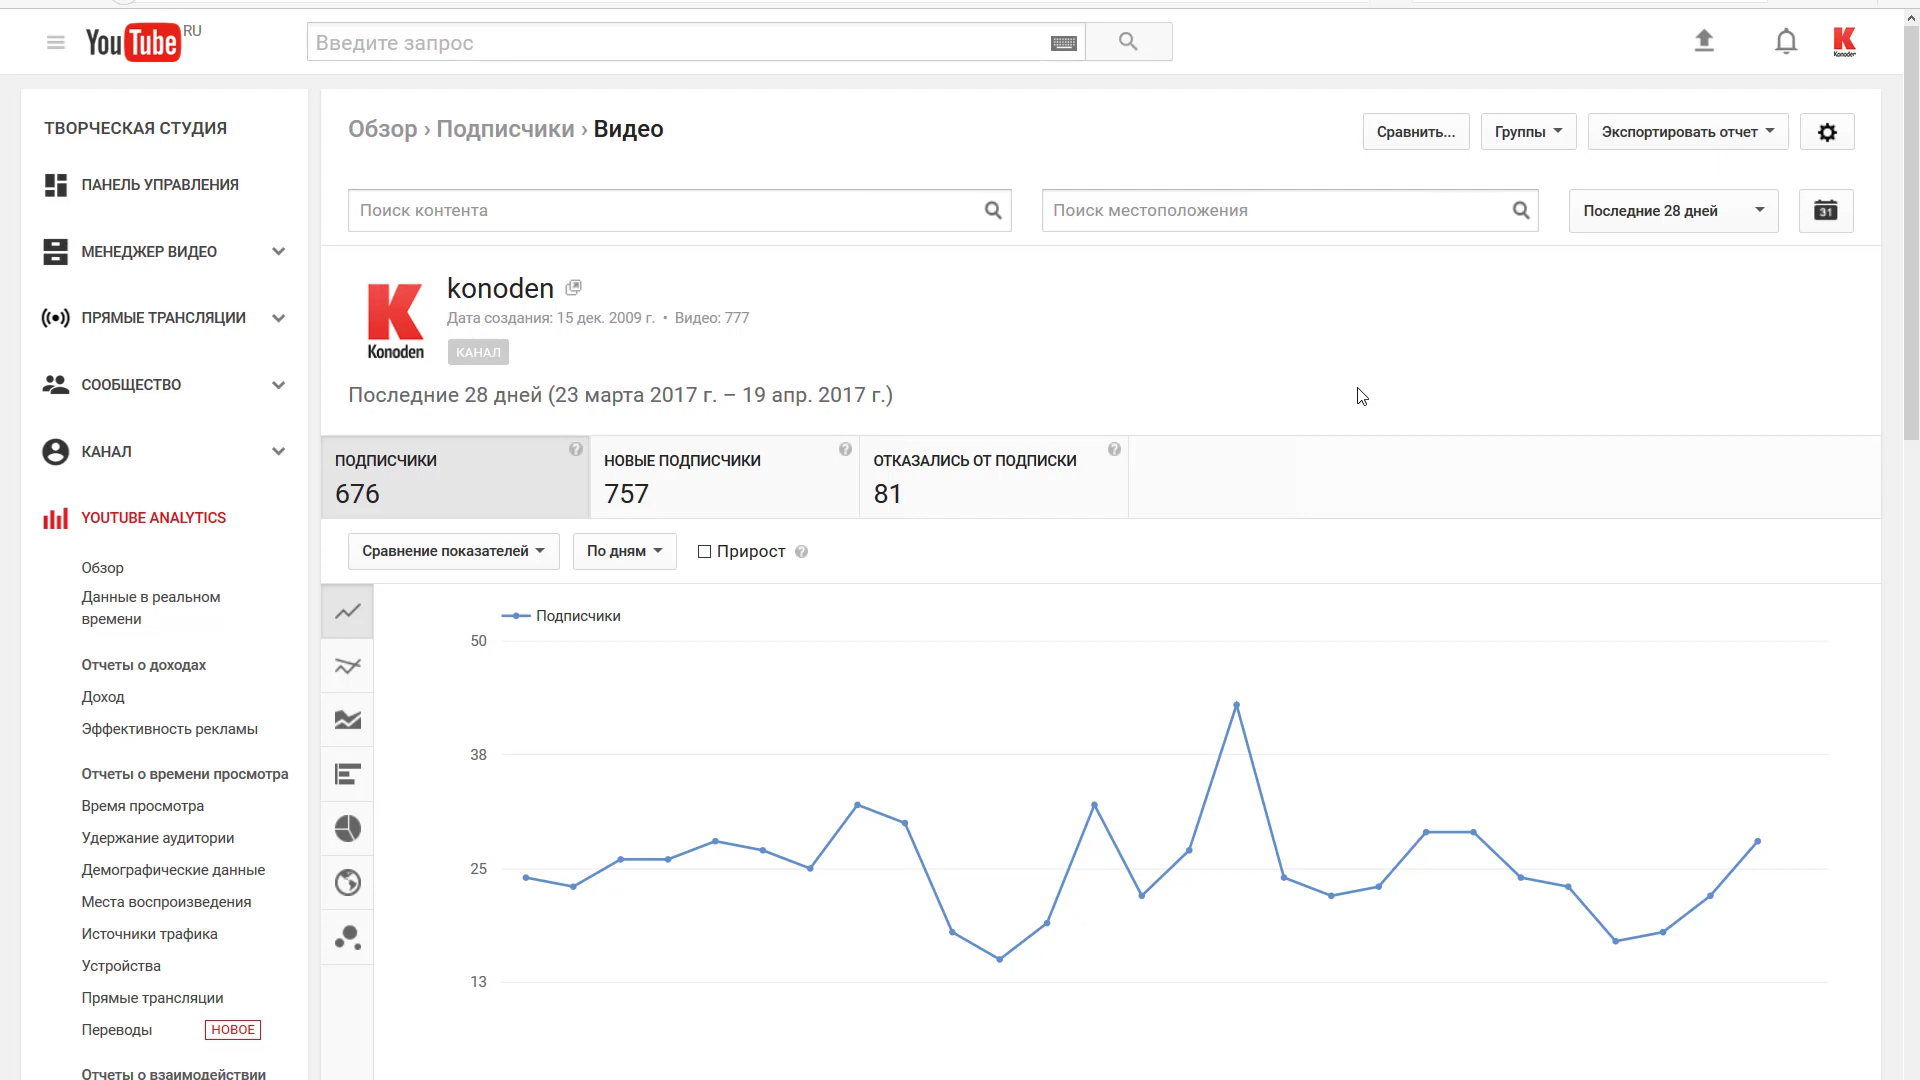 YouTube RU
Введите запрос
Konoden
ТВОРЧЕСКАЯ СТУДИЯ
ПАНЕЛЬ УПРАВЛЕНИЯ
МЕНЕДЖЕР ВИДЕО
ПРЯМЫЕ ТРАНСЛЯЦИИ
СООБЩЕСТВО
КАНАЛ
YOUTUBE ANALYTICS
Обзор
Данные в реальном
времени
Отчеты о доходах
Доход
Эффективность рекламы
Отчеты о времени просмотра
Время просмотра
Удержание аудитории
Демографические данные
Места воспроизведения
Источники трафика
Устройства
Прямые трансляции
Переводы НОВОЕ
Отчеты о взаимодействии
Обзор › Подписчики › Видео
Сравнить... Группы Экспортировать отчет
Поиск контента Поиск местоположения Последние 28 дней 31
K
Konoden
konoden
Дата создания: 15 дек. 2009 г. • Видео: 777
КАНАЛ
Последние 28 дней (23 марта 2017 г. – 19 апр. 2017 г.)
ПОДПИСЧИКИ ?
676
НОВЫЕ ПОДПИСЧИКИ ?
757
ОТКАЗАЛИСЬ ОТ ПОДПИСКИ ?
81
Сравнение показателей По дням Прирост ?
Подписчики
50
38
25
13